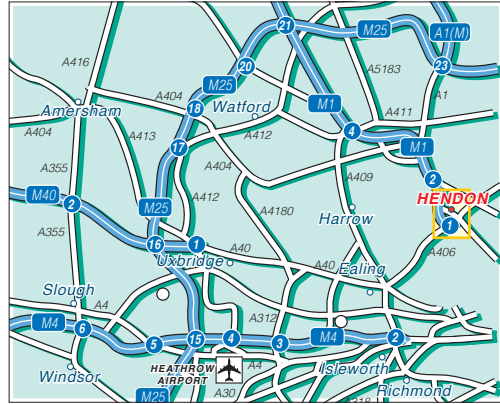 21
M25
A1(M)
A416
20
A5183
23
M25
A404
18
Watford
M1
A1
Amersham
A411
A404
A413
A412
4
17
M1
A355
A404
A409
2
M40
2
M25
A412
HENDON
A4180
Harrow
1
A355
16
1
A40
A406
Uxbridge
A40
Ealing
Slough
A4
A312
M4
6
5
15
4
3
M4
2
HEATHROW
AIRPORT
A4
Isleworth
Windsor
A30
Richmond
M25
A318